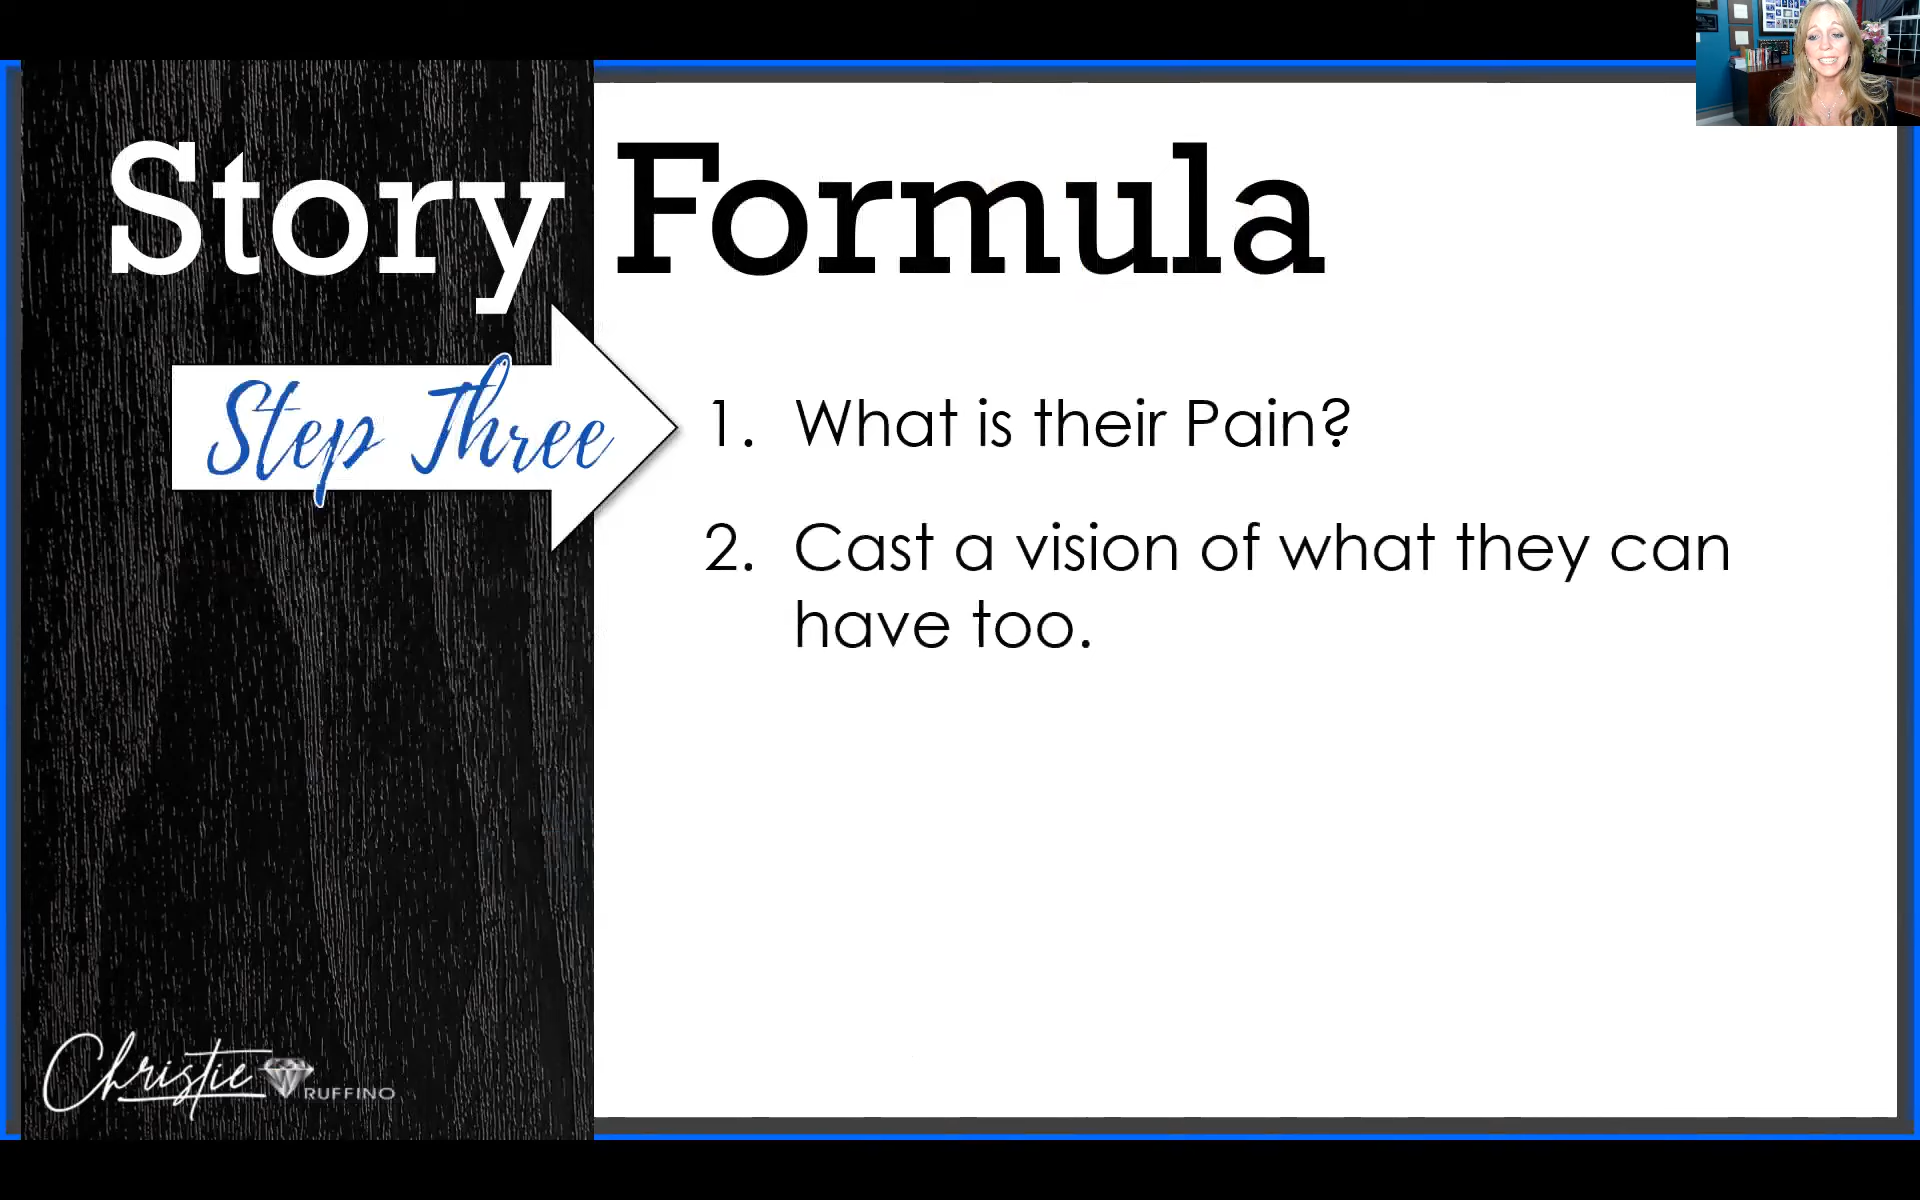 Story Formula
Step Three
1. What is their Pain?
2. Cast a vision of what they can
have too.
Christie RUFFINO